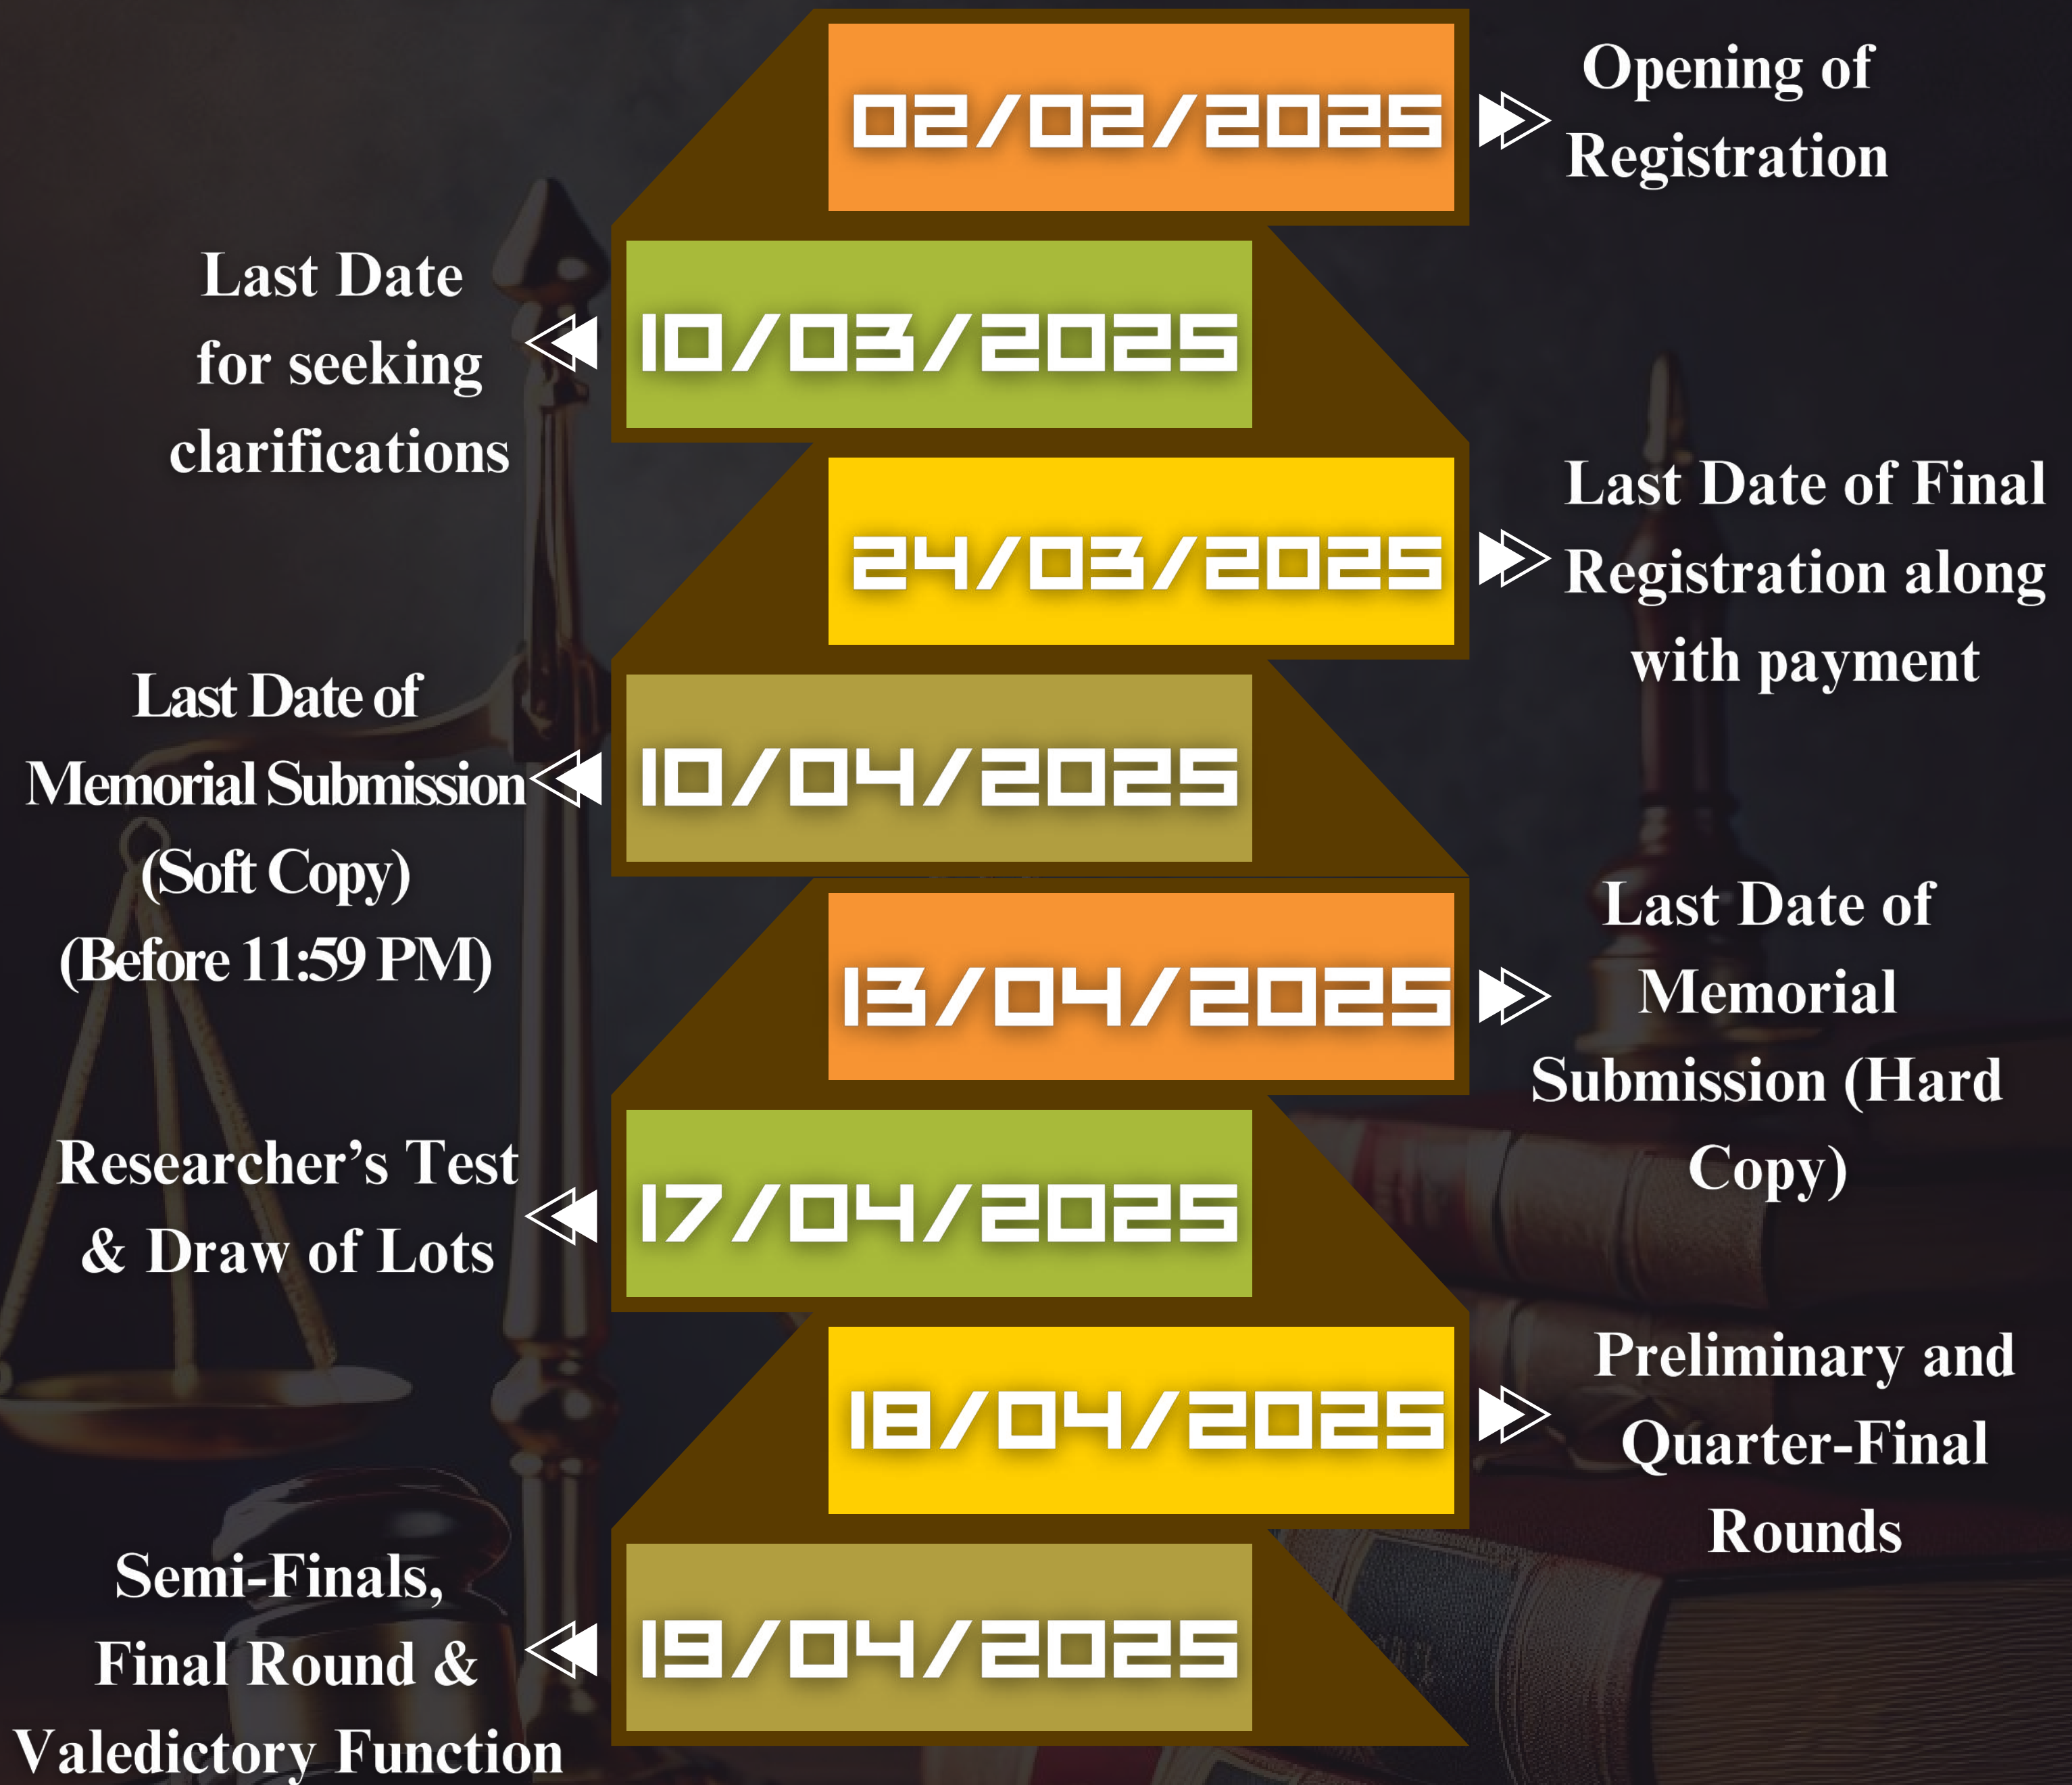 02/02/2025
Opening of
Registration
10/03/2025
Last Date
for seeking
clarifications
24/03/2025
Last Date of Final
Registration along
with payment
10/04/2025
Last Date of
Memorial Submission
(Soft Copy)
(Before 11:59 PM)
13/04/2025
Last Date of
Memorial
Submission (Hard
Copy)
17/04/2025
Researcher’s Test
& Draw of Lots
18/04/2025
Preliminary and
Quarter-Final
Rounds
19/04/2025
Semi-Finals,
Final Round &
Valedictory Function